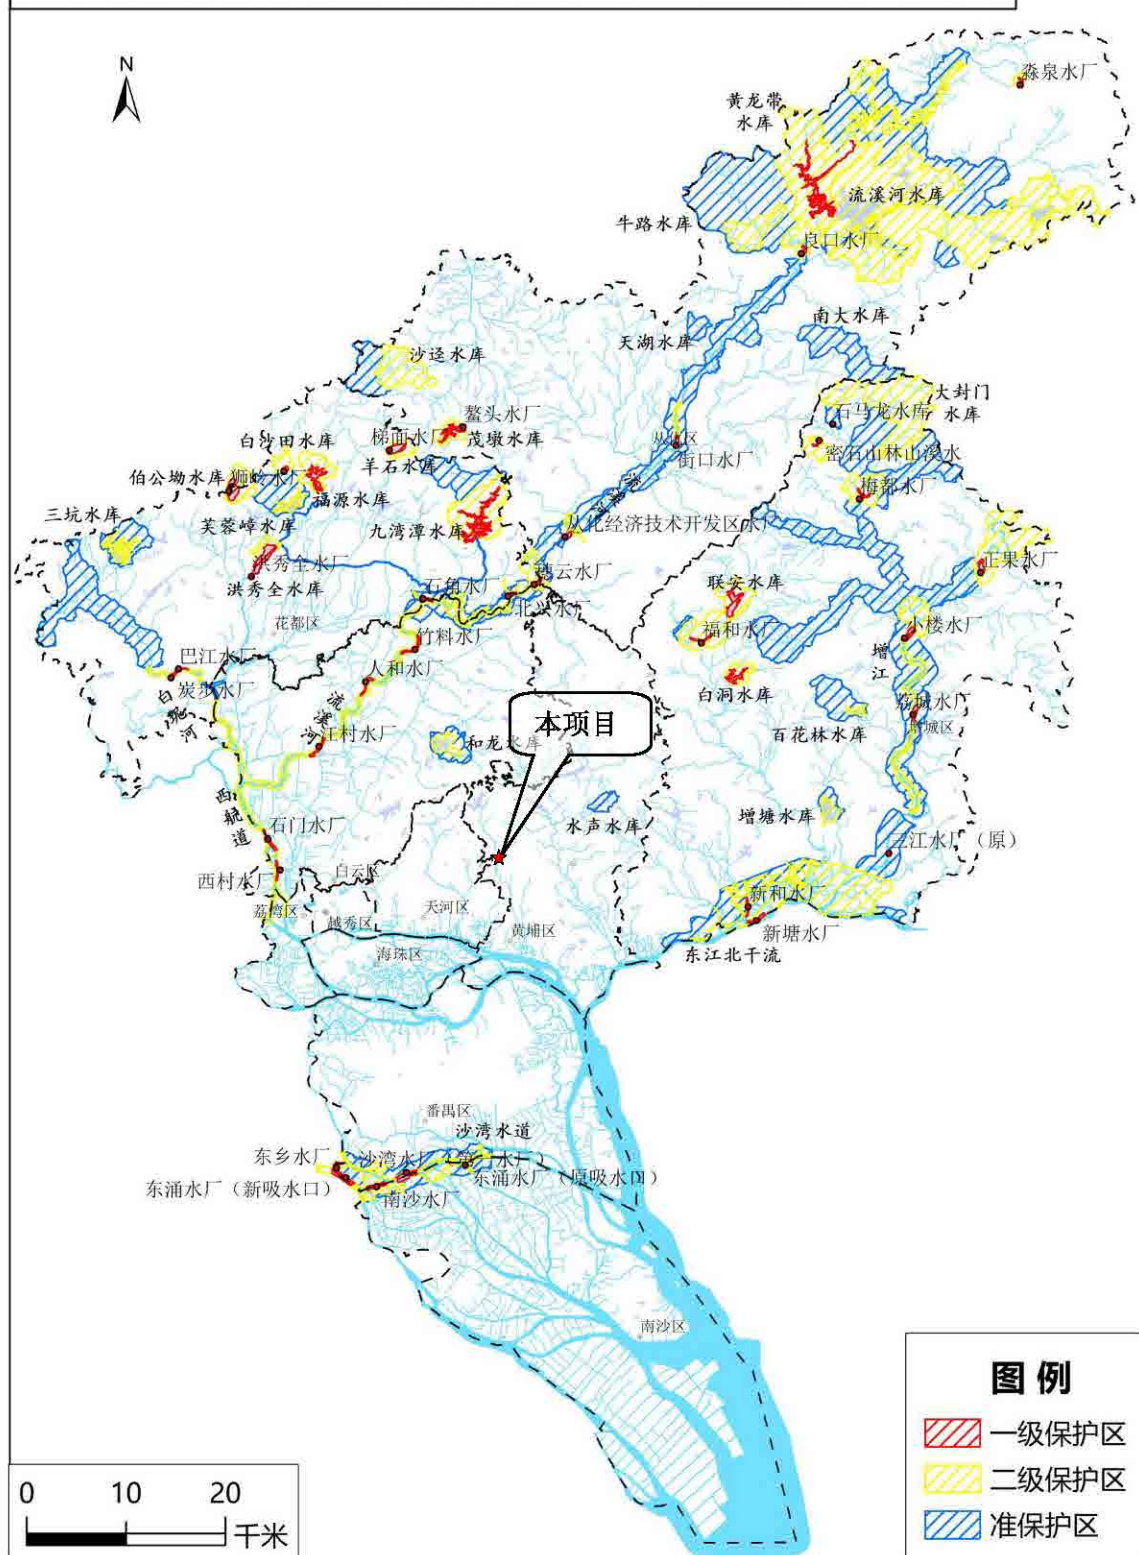 N
淼泉水厂
黄龙带
水库
流溪河水库
牛路水库
良口水厂
南大水库
天湖水库
沙迳水库
大封门
水库
石马龙水库
鳌头水厂
梯面水厂
茂墩水库
白沙田水库
羊石水库
街口水厂
密石山林山溪水
伯公坳水库
狮岭水厂
福源水库
梅都水厂
流溪河
三坑水库
芙蓉嶂水库
九湾潭水库
从化经济技术开发区水厂
洪秀全水厂
洪秀全水库
石角水厂
穗云水厂
北兴水厂
联安水库
正果水厂
花都区
竹料水厂
福和水厂
小楼水厂
巴江水厂
人和水厂
白洞水库
增江
炭步水厂
白坭河
流溪河
江村水厂
本项目
和龙水库
荔城水厂
增城区
百花林水库
西航道
石门水厂
水声水库
增塘水库
三江水厂（原）
西村水厂
白云区
荔湾区
越秀区
天河区
黄埔区
新和水厂
新塘水厂
海珠区
东江北干流
番禺区
沙湾水道
东乡水厂
沙湾水厂（第一水厂）
东涌水厂（新吸水口）
南沙水厂
东涌水厂（原吸水口）
南沙区
图 例
一级保护区
二级保护区
准保护区
0 10 20
千米